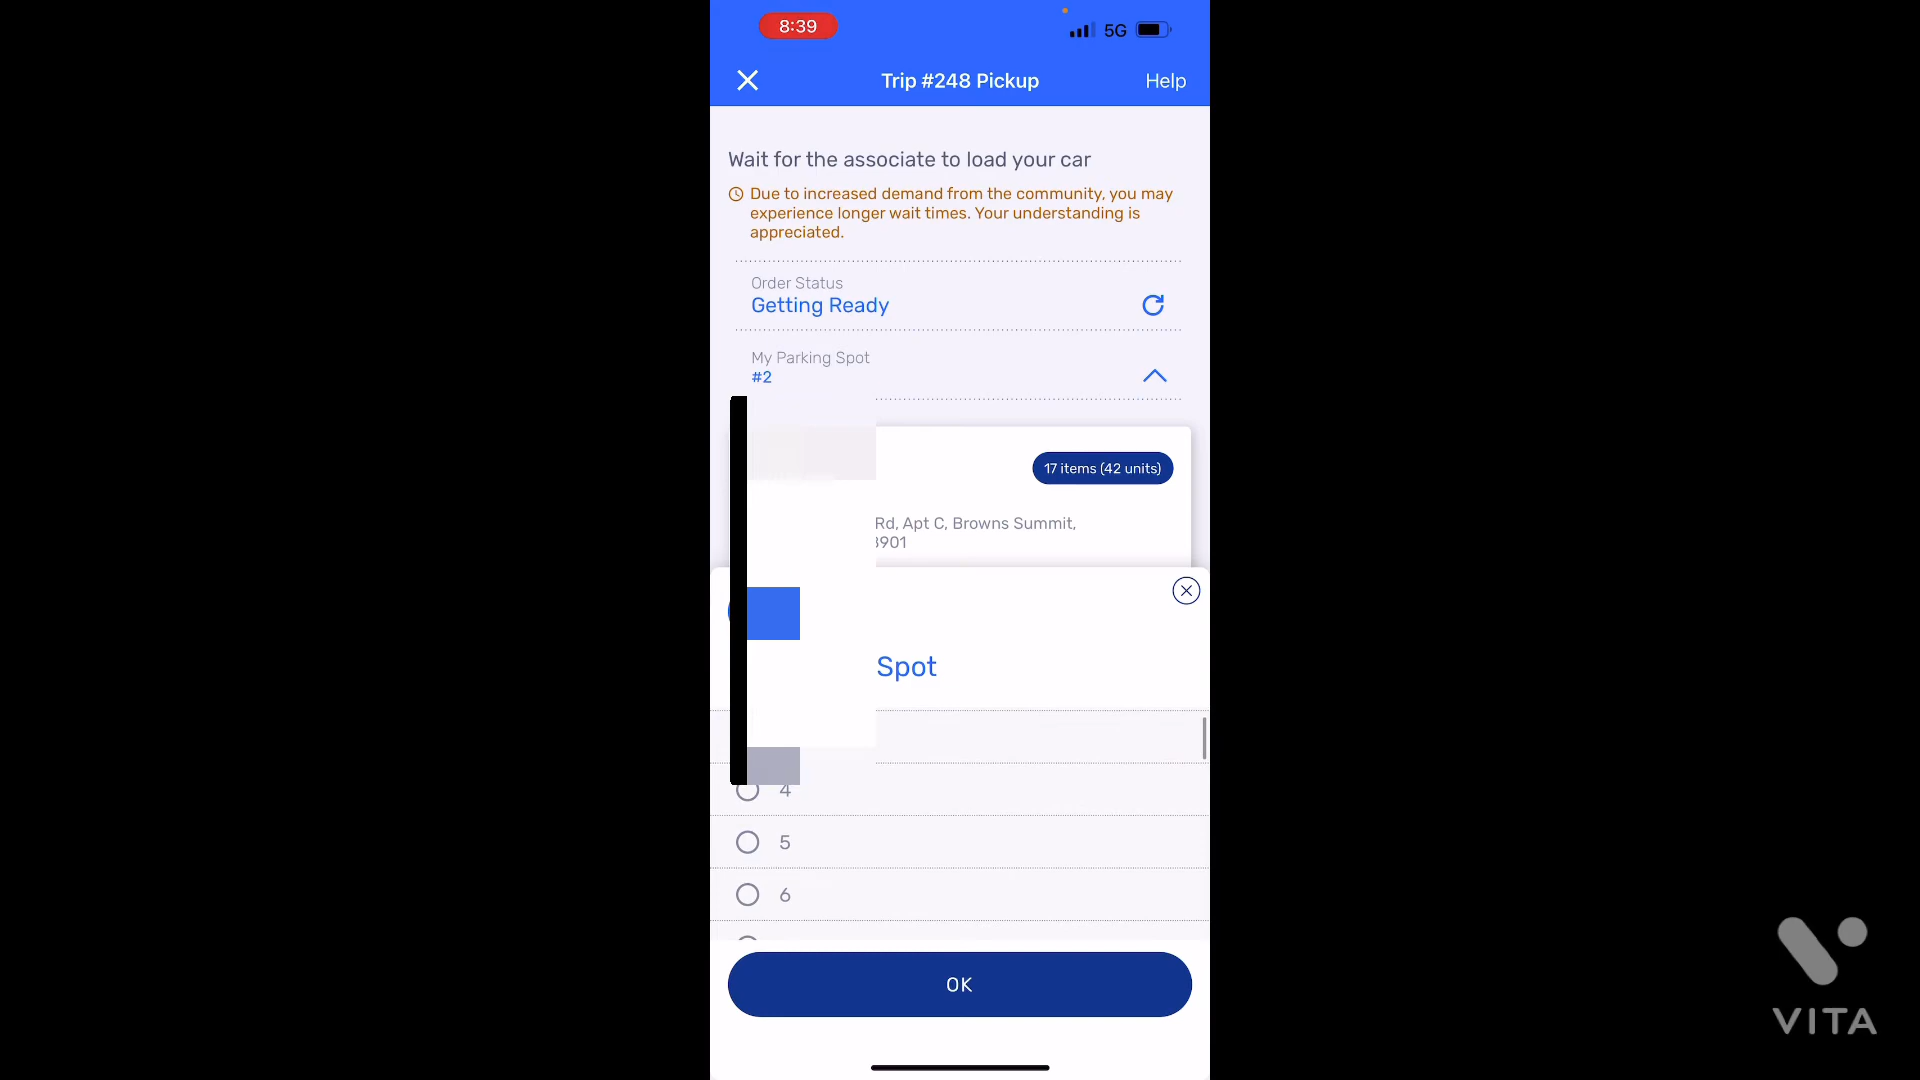 8:39
5G
Trip #248 Pickup
Help
Wait for the associate to load your car
Due to increased demand from the community, you may
experience longer wait times. Your understanding is
appreciated.
Order Status
Getting Ready
My Parking Spot
#2
17 items (42 units)
Rd, Apt C, Browns Summit,
3901
Spot
4
5
6
OK
VITA